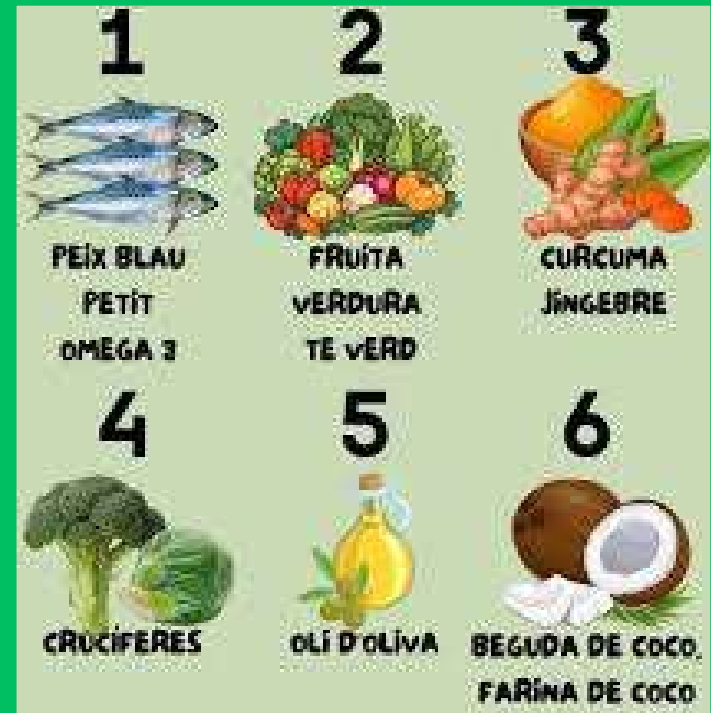 1
2
3
PEIX BLAU
PETIT
OMEGA 3
FRUITA
VERDURA
TE VERD
CURCUMA
JINGEBRE
4
5
6
CRUCIFERES
OLI D OLIVA
BEGUDA DE COCO.
FARINA DE COCO